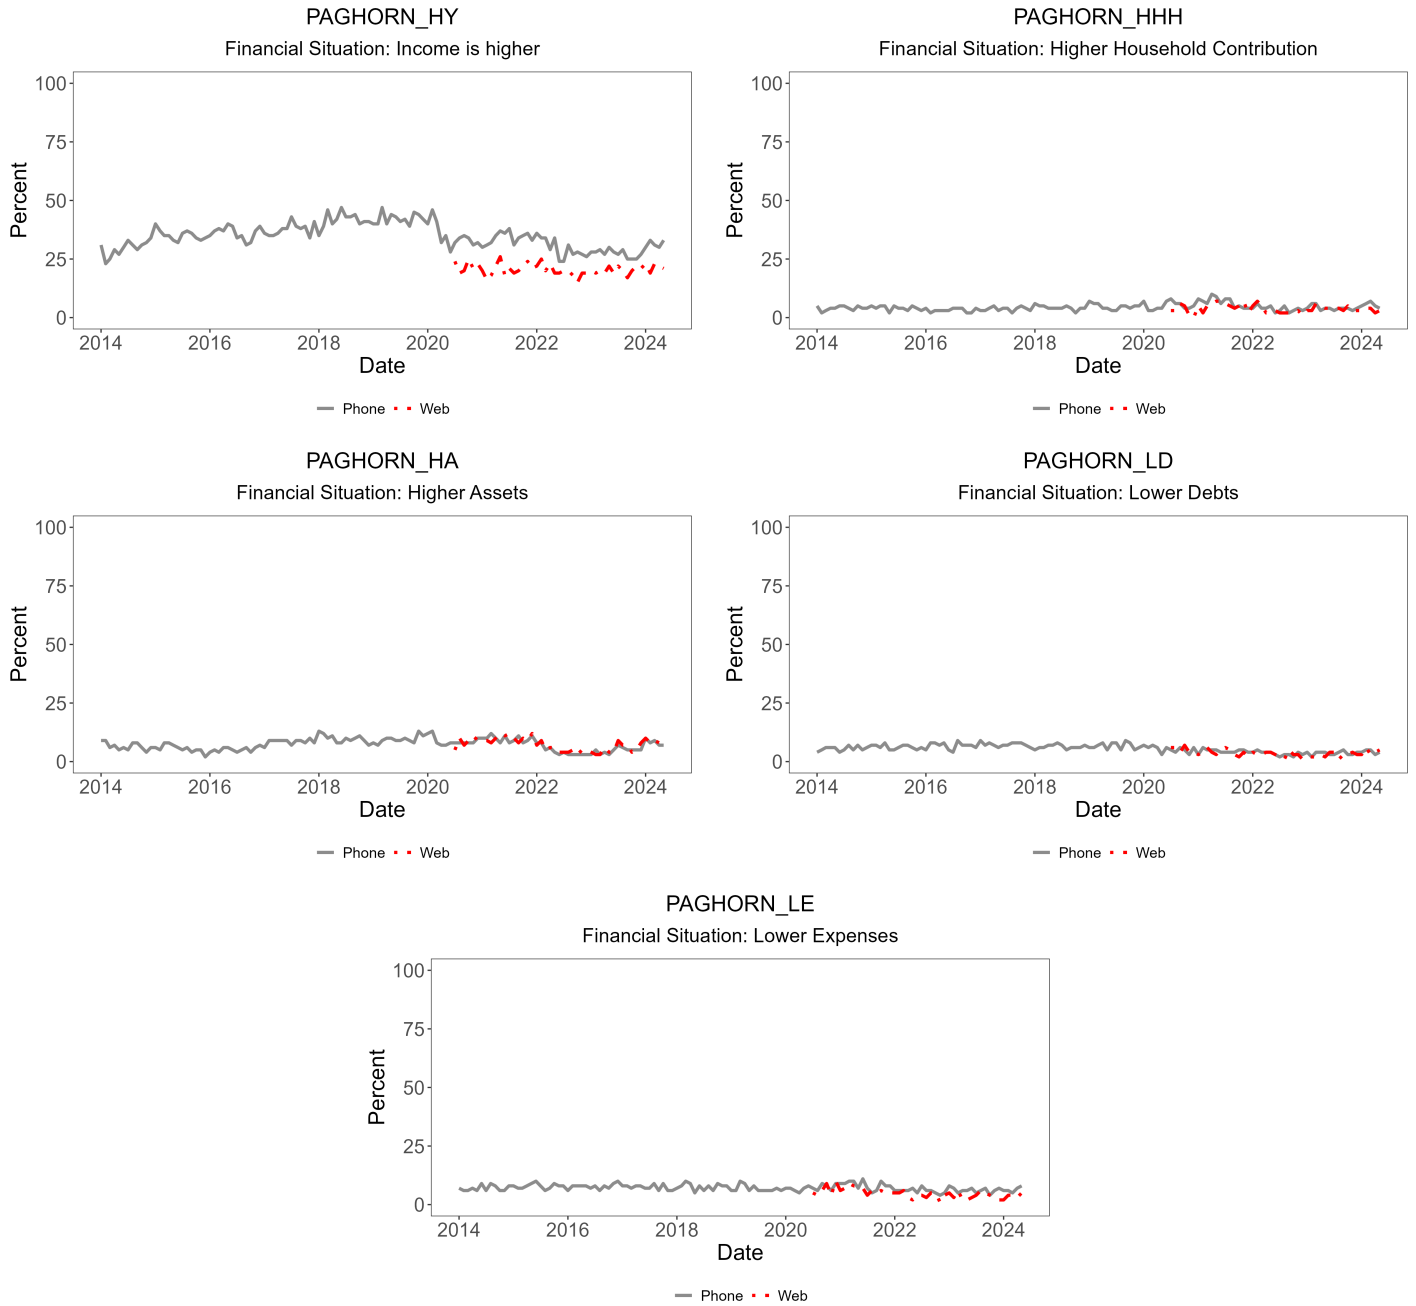 PAGHORN_HY
Financial Situation: Income is higher
100
75
50
25
0
Percent
2014 2016 2018 2020 2022 2024
Date
Phone Web
PAGHORN_HHH
Financial Situation: Higher Household Contribution
100
75
50
25
0
Percent
2014 2016 2018 2020 2022 2024
Date
Phone Web
PAGHORN_HA
Financial Situation: Higher Assets
100
75
50
25
0
Percent
2014 2016 2018 2020 2022 2024
Date
Phone Web
PAGHORN_LD
Financial Situation: Lower Debts
100
75
50
25
0
Percent
2014 2016 2018 2020 2022 2024
Date
Phone Web
PAGHORN_LE
Financial Situation: Lower Expenses
100
75
50
25
0
Percent
2014 2016 2018 2020 2022 2024
Date
Phone Web